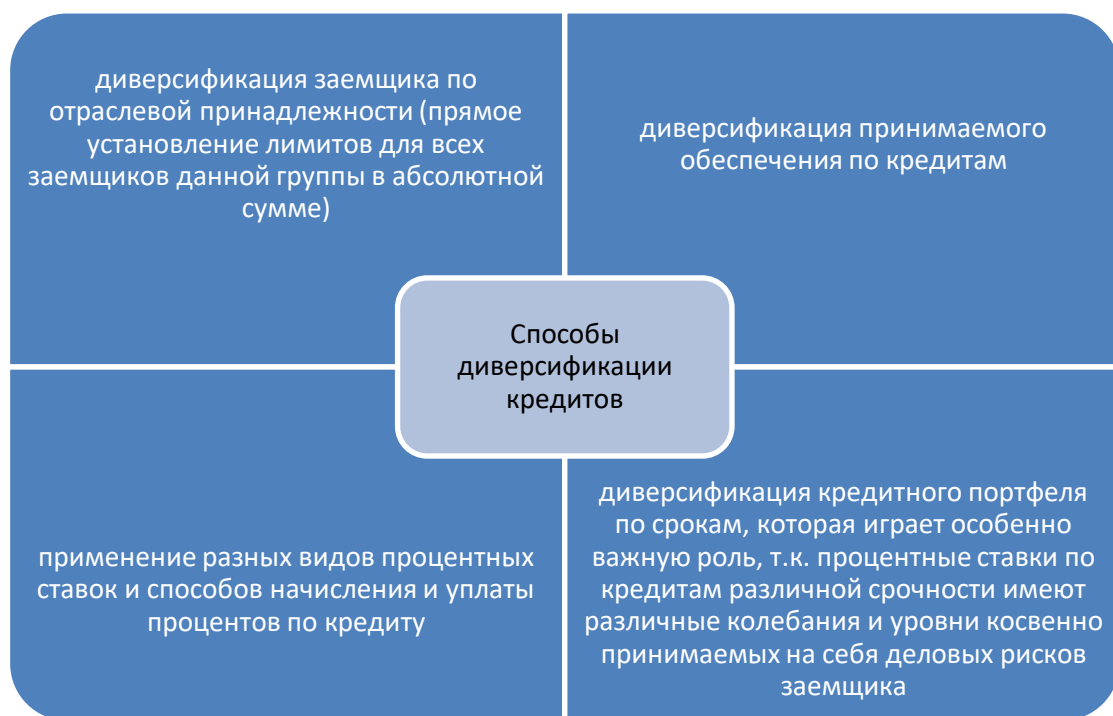 диверсификация заемщика по
отраслевой принадлежности (прямое
установление лимитов для всех
заемщиков данной группы в абсолютной
сумме)
диверсификация принимаемого
обеспечения по кредитам
Способы
диверсификации
кредитов
применение разных видов процентных
ставок и способов начисления и уплаты
процентов по кредиту
диверсификация кредитного портфеля
по срокам, которая играет особенно
важную роль, т.к. процентные ставки по
кредитам различной срочности имеют
различные колебания и уровни косвенно
принимаемых на себя деловых рисков
заемщика